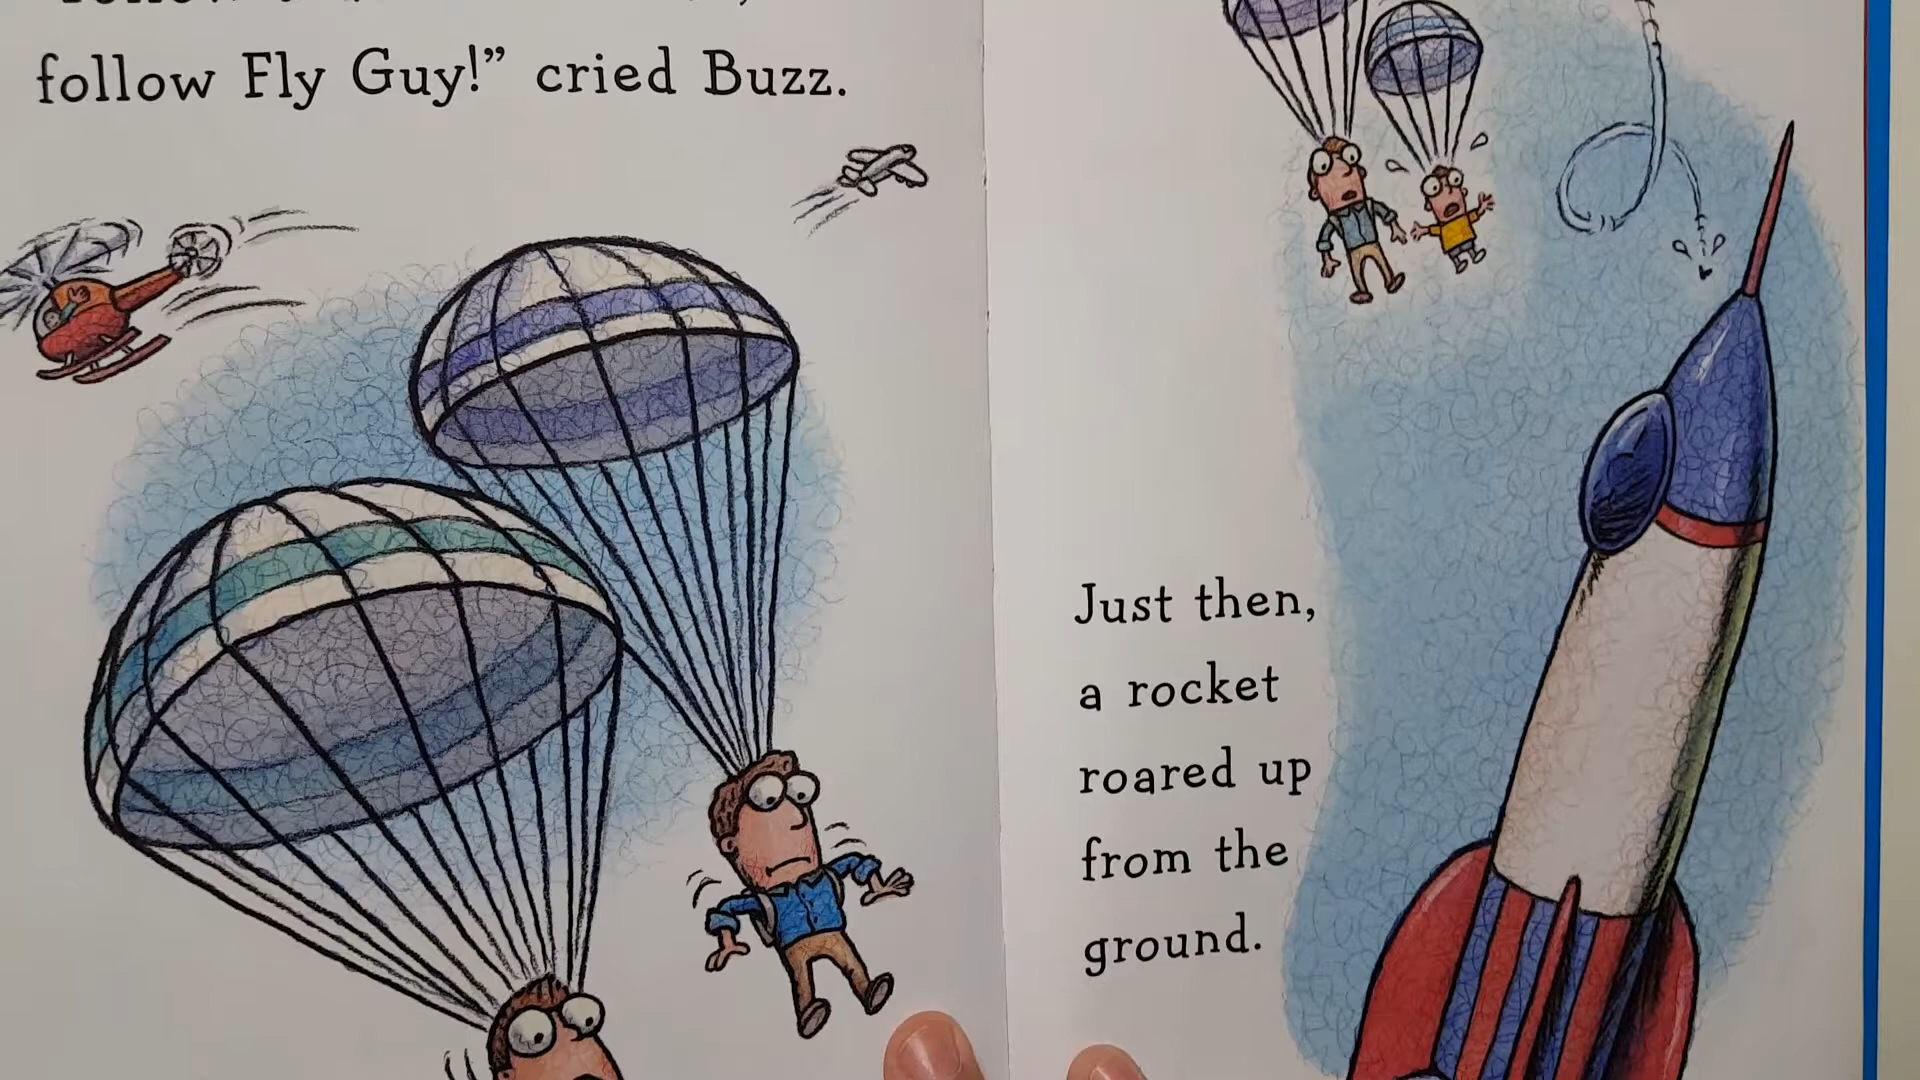 follow Fly Guy!” cried Buzz.
Just then,
a rocket
roared up
from the
ground.